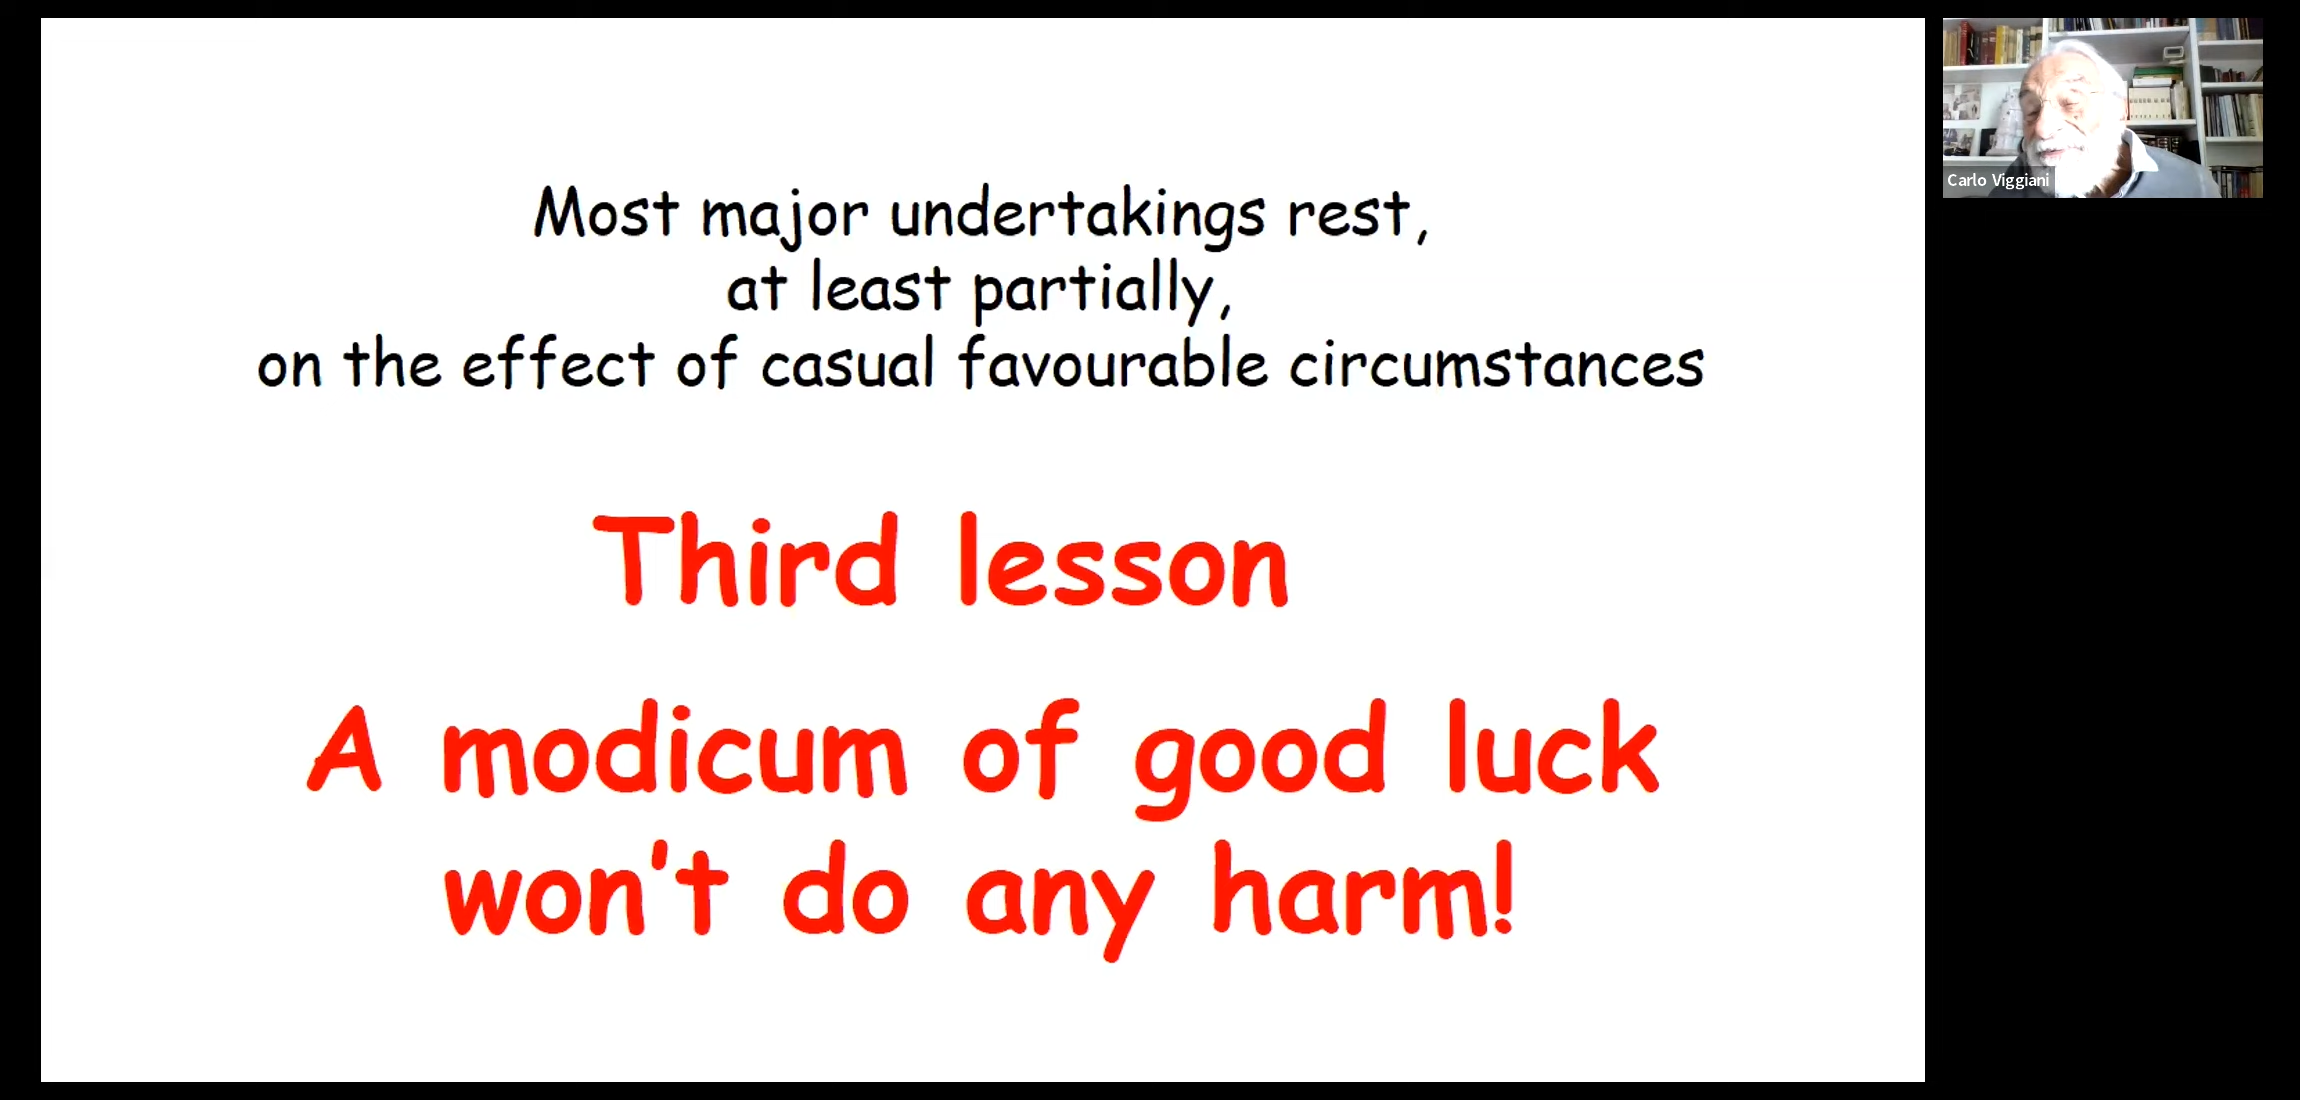 Most major undertakings rest,
at least partially,
on the effect of casual favourable circumstances
Third lesson
A modicum of good luck
won't do any harm!
Carlo Viggiani